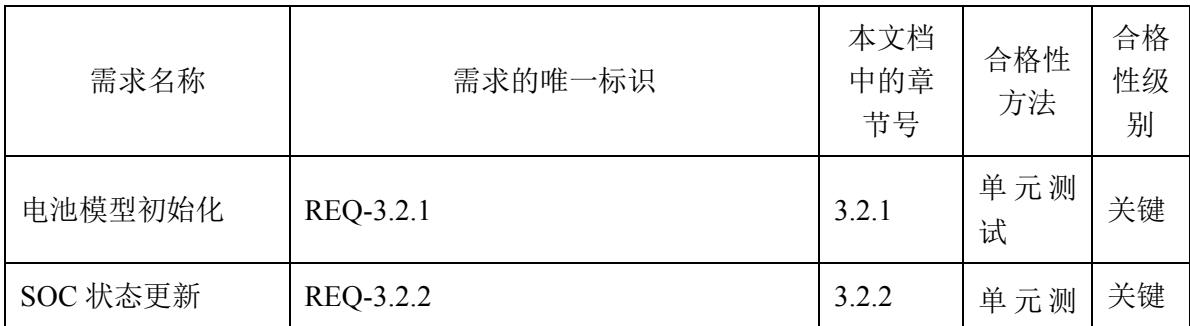 需求名称
需求的唯一标识
本文档
中的章
节号
合格性
方法
合格
性级
别
电池模型初始化
REQ-3.2.1
3.2.1
单元测
试
关键
SOC 状态更新
REQ-3.2.2
3.2.2
单元测
关键